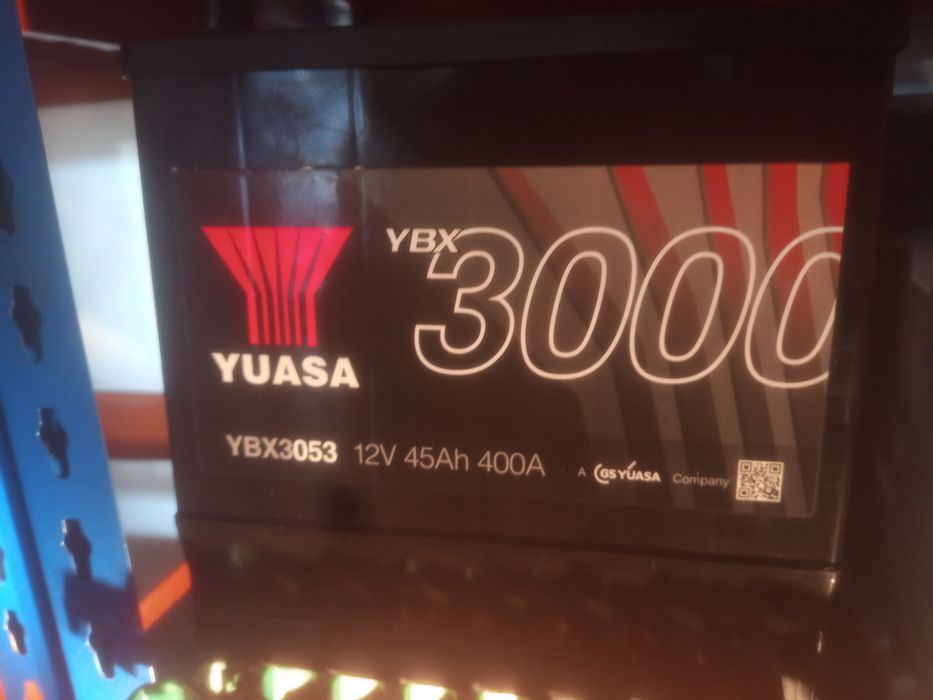 YBX 3000
YUASA
YBX3053 12V 45Ah 400A
A GS YUASA Company